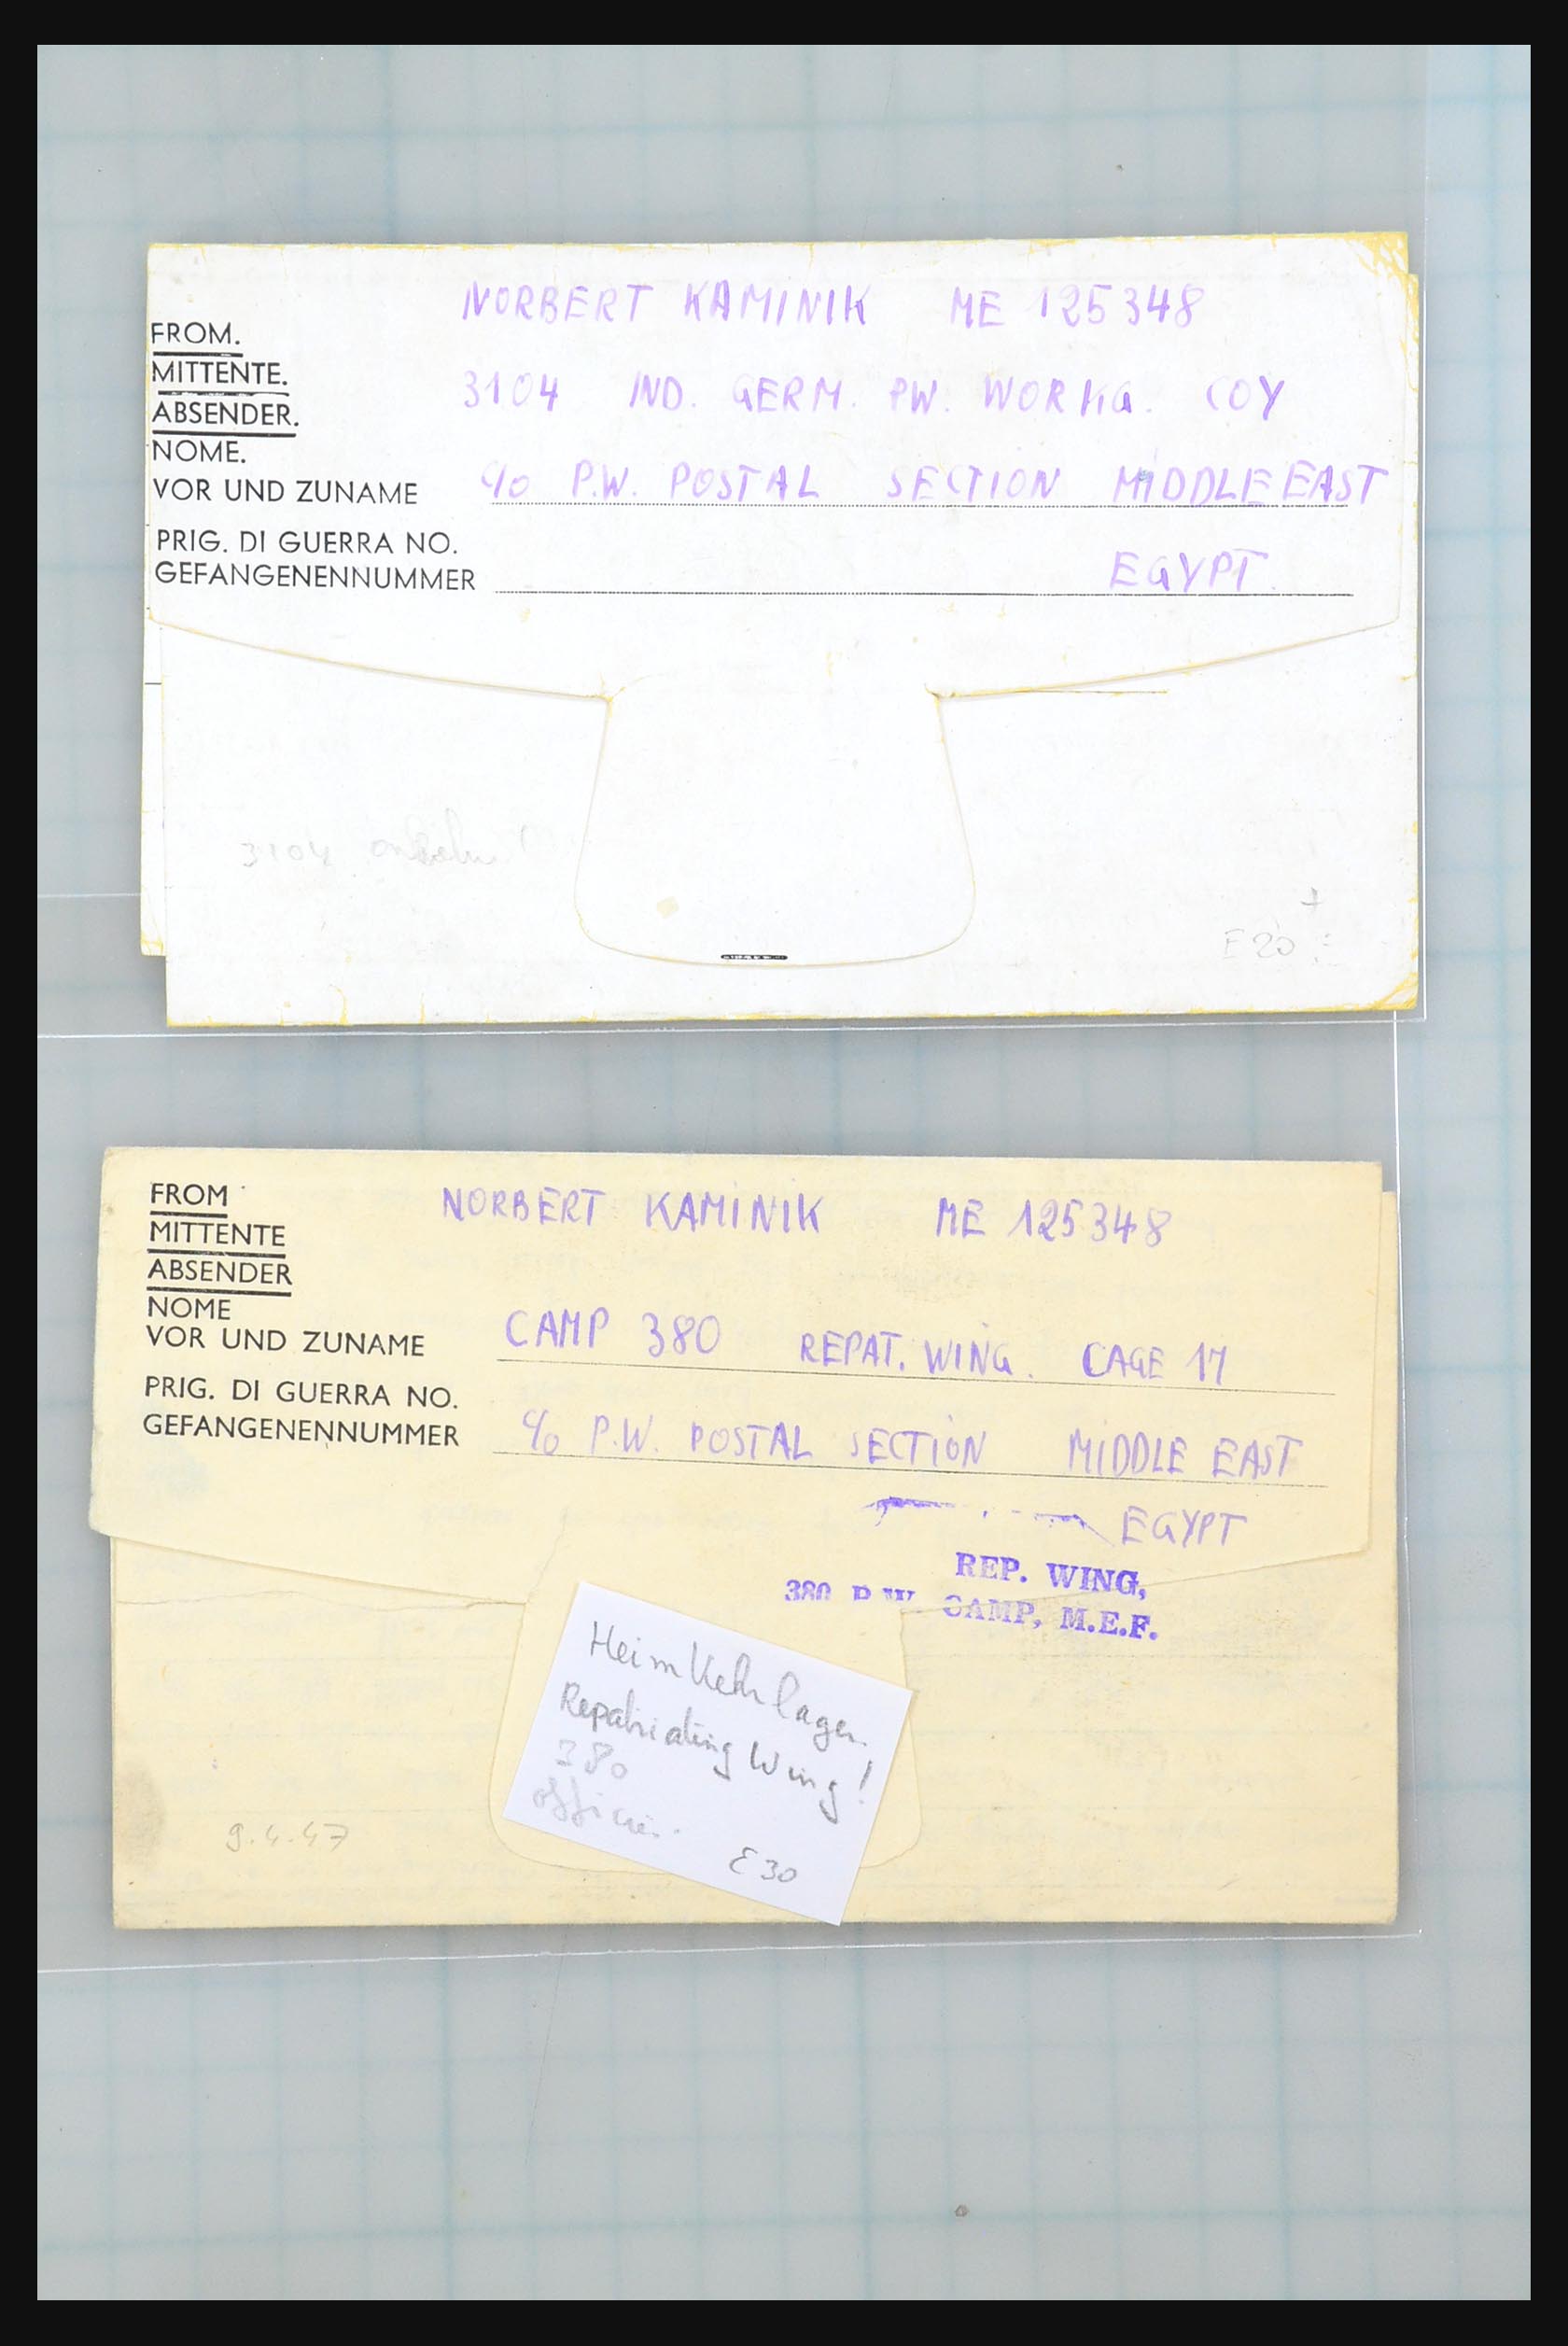 NORBERT KAMINIK ME 125348
FROM.
MITTENTE.
3104 IND. GERM. PW. WORKG. COY
ABSENDER.
NOME.
VOR UND ZUNAME c/o P.W. POSTAL SECTION MIDDLE EAST
PRIG. DI GUERRA NO.
GEFANGENENNUMMER EGYPT.
3104
E 20
FROM NORBERT KAMINIK ME 125348
MITTENTE
ABSENDER
NOME
VOR UND ZUNAME CAMP 380 REPAT. WING. CAGE 17
PRIG. DI GUERRA NO.
GEFANGENENNUMMER c/o P.W. POSTAL SECTION MIDDLE EAST
EGYPT
REP. WING,
380 P.W. CAMP, M.E.F.
Heimkehrlager.
Repatriating Wing!
380
E 30
9.4.47